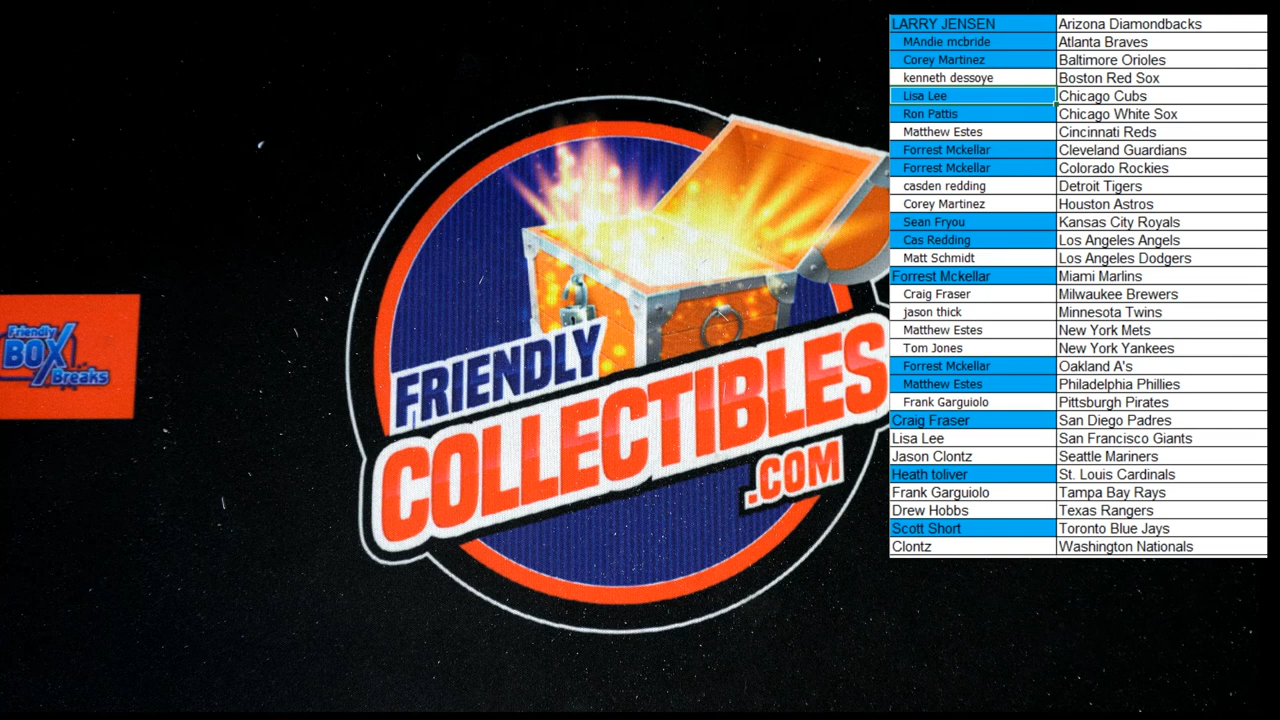 Friendly
BOX
Breaks
FRIENDLY
COLLECTIBLES
.COM
LARRY JENSEN Arizona Diamondbacks
MAndie mcbride Atlanta Braves
Corey Martinez Baltimore Orioles
kenneth dessoye Boston Red Sox
Lisa Lee Chicago Cubs
Ron Pattis Chicago White Sox
Matthew Estes Cincinnati Reds
Forrest Mckellar Cleveland Guardians
Forrest Mckellar Colorado Rockies
casden redding Detroit Tigers
Corey Martinez Houston Astros
Sean Fryou Kansas City Royals
Cas Redding Los Angeles Angels
Matt Schmidt Los Angeles Dodgers
Forrest Mckellar Miami Marlins
Craig Fraser Milwaukee Brewers
jason thick Minnesota Twins
Matthew Estes New York Mets
Tom Jones New York Yankees
Forrest Mckellar Oakland A's
Matthew Estes Philadelphia Phillies
Frank Garguiolo Pittsburgh Pirates
Craig Fraser San Diego Padres
Lisa Lee San Francisco Giants
Jason Clontz Seattle Mariners
Heath toliver St. Louis Cardinals
Frank Garguiolo Tampa Bay Rays
Drew Hobbs Texas Rangers
Scott Short Toronto Blue Jays
Clontz Washington Nationals